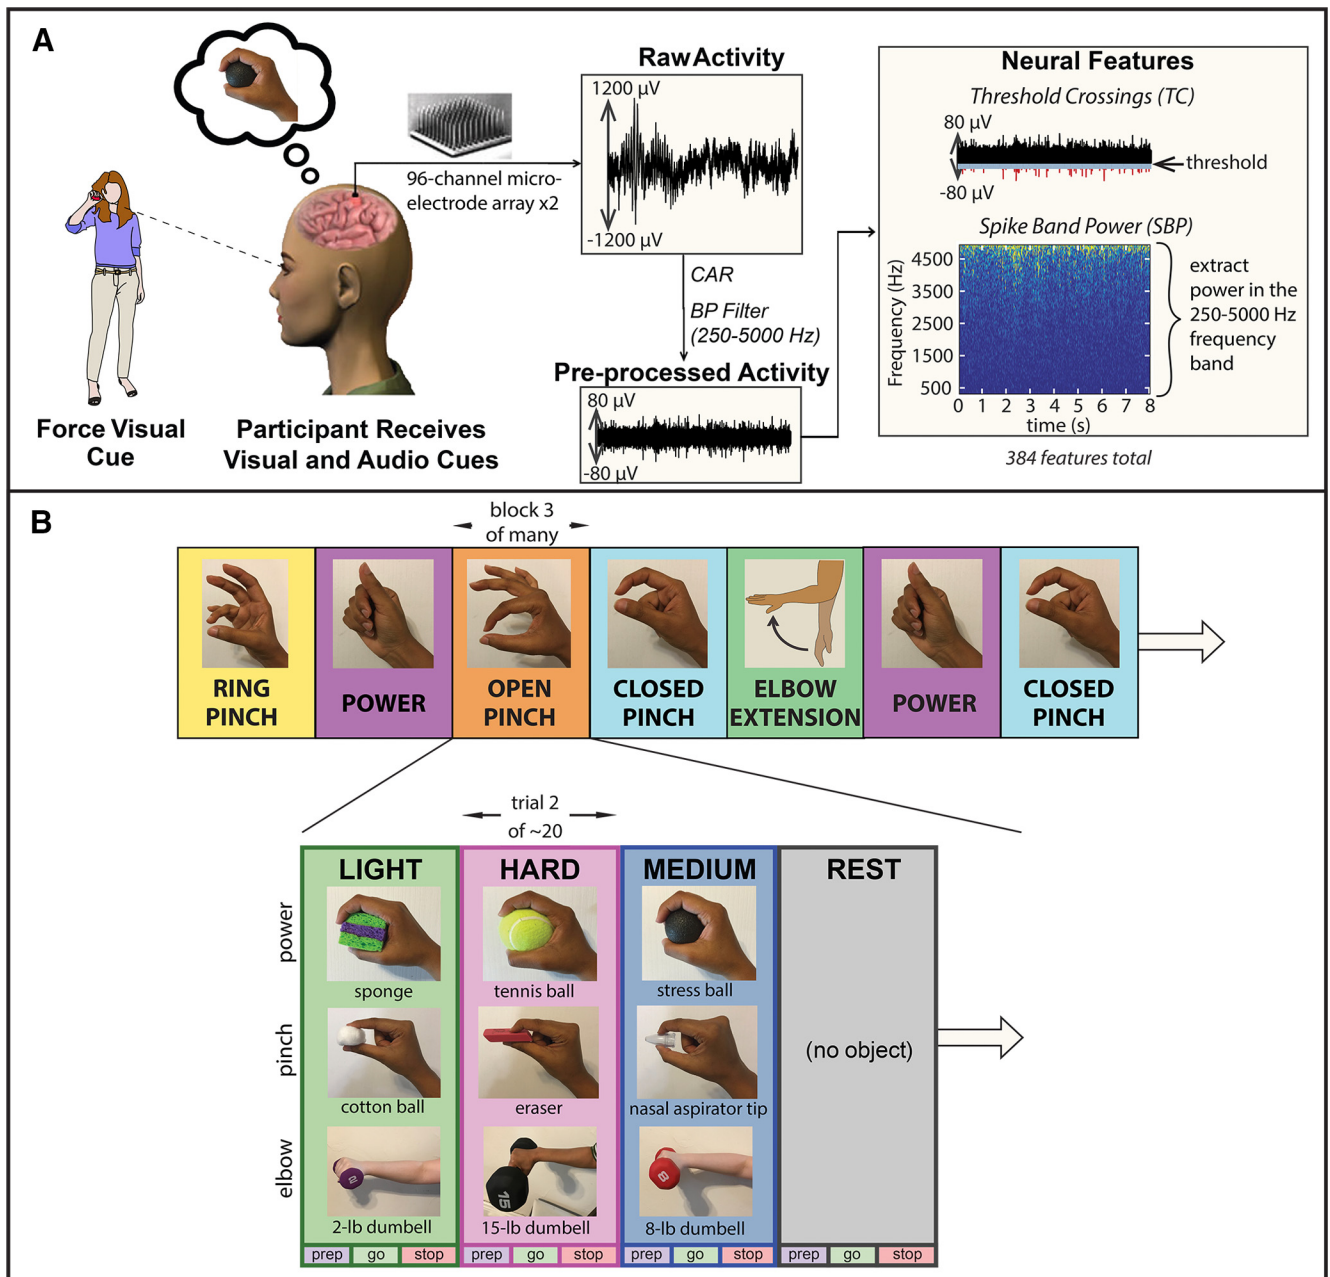 A
Force Visual
Cue
Participant Receives
Visual and Audio Cues
96-channel micro-
electrode array x2
Raw Activity
1200 μV
-1200 μV
CAR
BP Filter
(250-5000 Hz)
Pre-processed Activity
80 μV
-80 μV
Neural Features
Threshold Crossings (TC)
80 μV
threshold
-80 μV
Spike Band Power (SBP)
Frequency (Hz)
4500
3500
2500
1500
500
0 1 2 3 4 5 6 7 8
time (s)
extract
power in the
250-5000 Hz
frequency
band
384 features total
B
block 3
of many
RING
PINCH
POWER
OPEN
PINCH
CLOSED
PINCH
ELBOW
EXTENSION
POWER
CLOSED
PINCH
trial 2
of ~20
LIGHT
HARD
MEDIUM
REST
power
sponge
tennis ball
stress ball
pinch
cotton ball
eraser
nasal aspirator tip
(no object)
elbow
2
15
8
2-lb dumbell
15-lb dumbell
8-lb dumbell
prep go stop
prep go stop
prep go stop
prep go stop